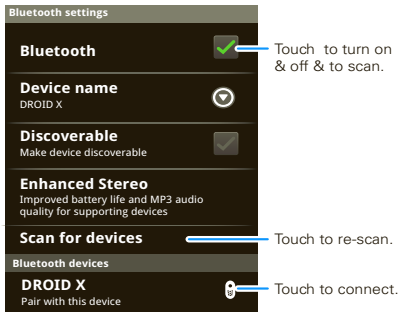 Bluetooth settings
Bluetooth
Touch to turn on
& off & to scan.
Device name
DROID X
Discoverable
Make device discoverable
Enhanced Stereo
Improved battery life and MP3 audio
quality for supporting devices
Scan for devices
Touch to re-scan.
Bluetooth devices
DROID X
Pair with this device
Touch to connect.